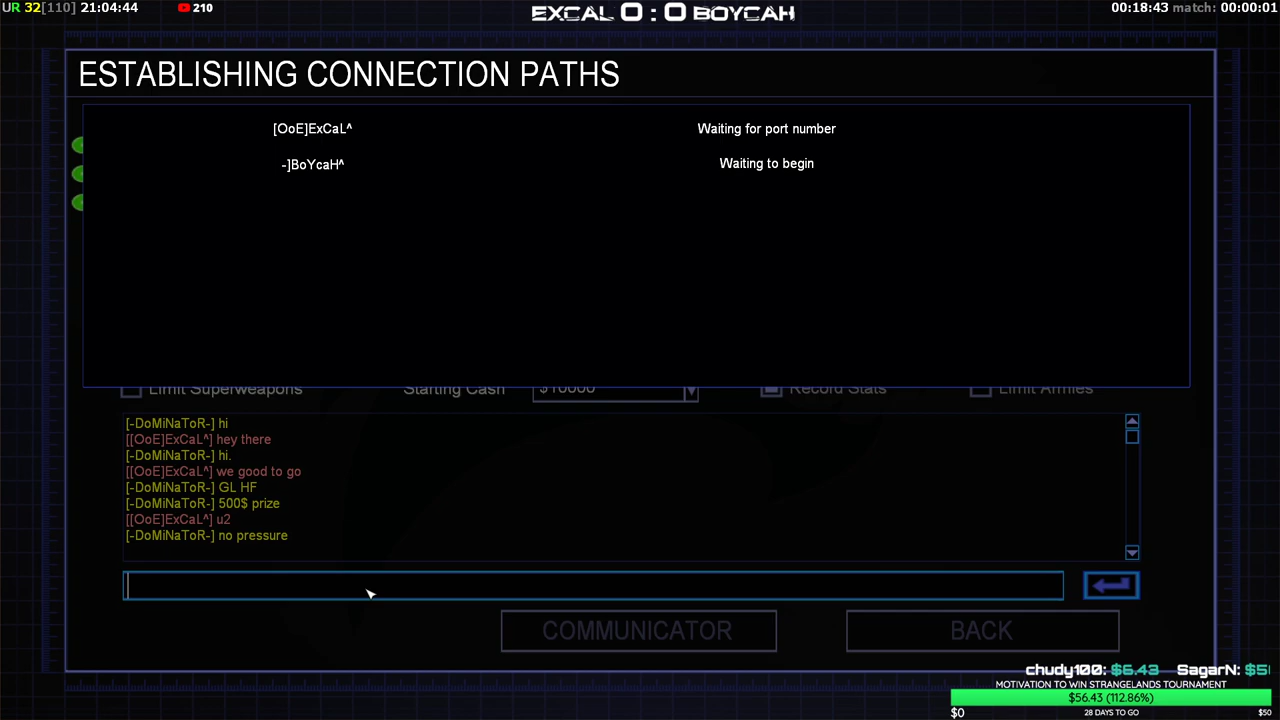 UR 32[110] 21:04:44
210
EXCAL 0 : 0 BOYCAH
00:18:43 match: 00:00:01
ESTABLISHING CONNECTION PATHS
[OoE]ExCaL^ Waiting for port number
-]BoYcaH^ Waiting to begin
Limit Superweapons Starting Cash $10000 Record Stats Limit Armies
[-DoMiNaToR-] hi
[[OoE]ExCaL^] hey there
[-DoMiNaToR-] hi.
[[OoE]ExCaL^] we good to go
[-DoMiNaToR-] GL HF
[-DoMiNaToR-] 500$ prize
[[OoE]ExCaL^] u2
[-DoMiNaToR-] no pressure
COMMUNICATOR BACK
chudy100: $6.43 SagarN: $5
MOTIVATION TO WIN STRANGELANDS TOURNAMENT
$56.43 (112.86%)
$0 28 DAYS TO GO $50